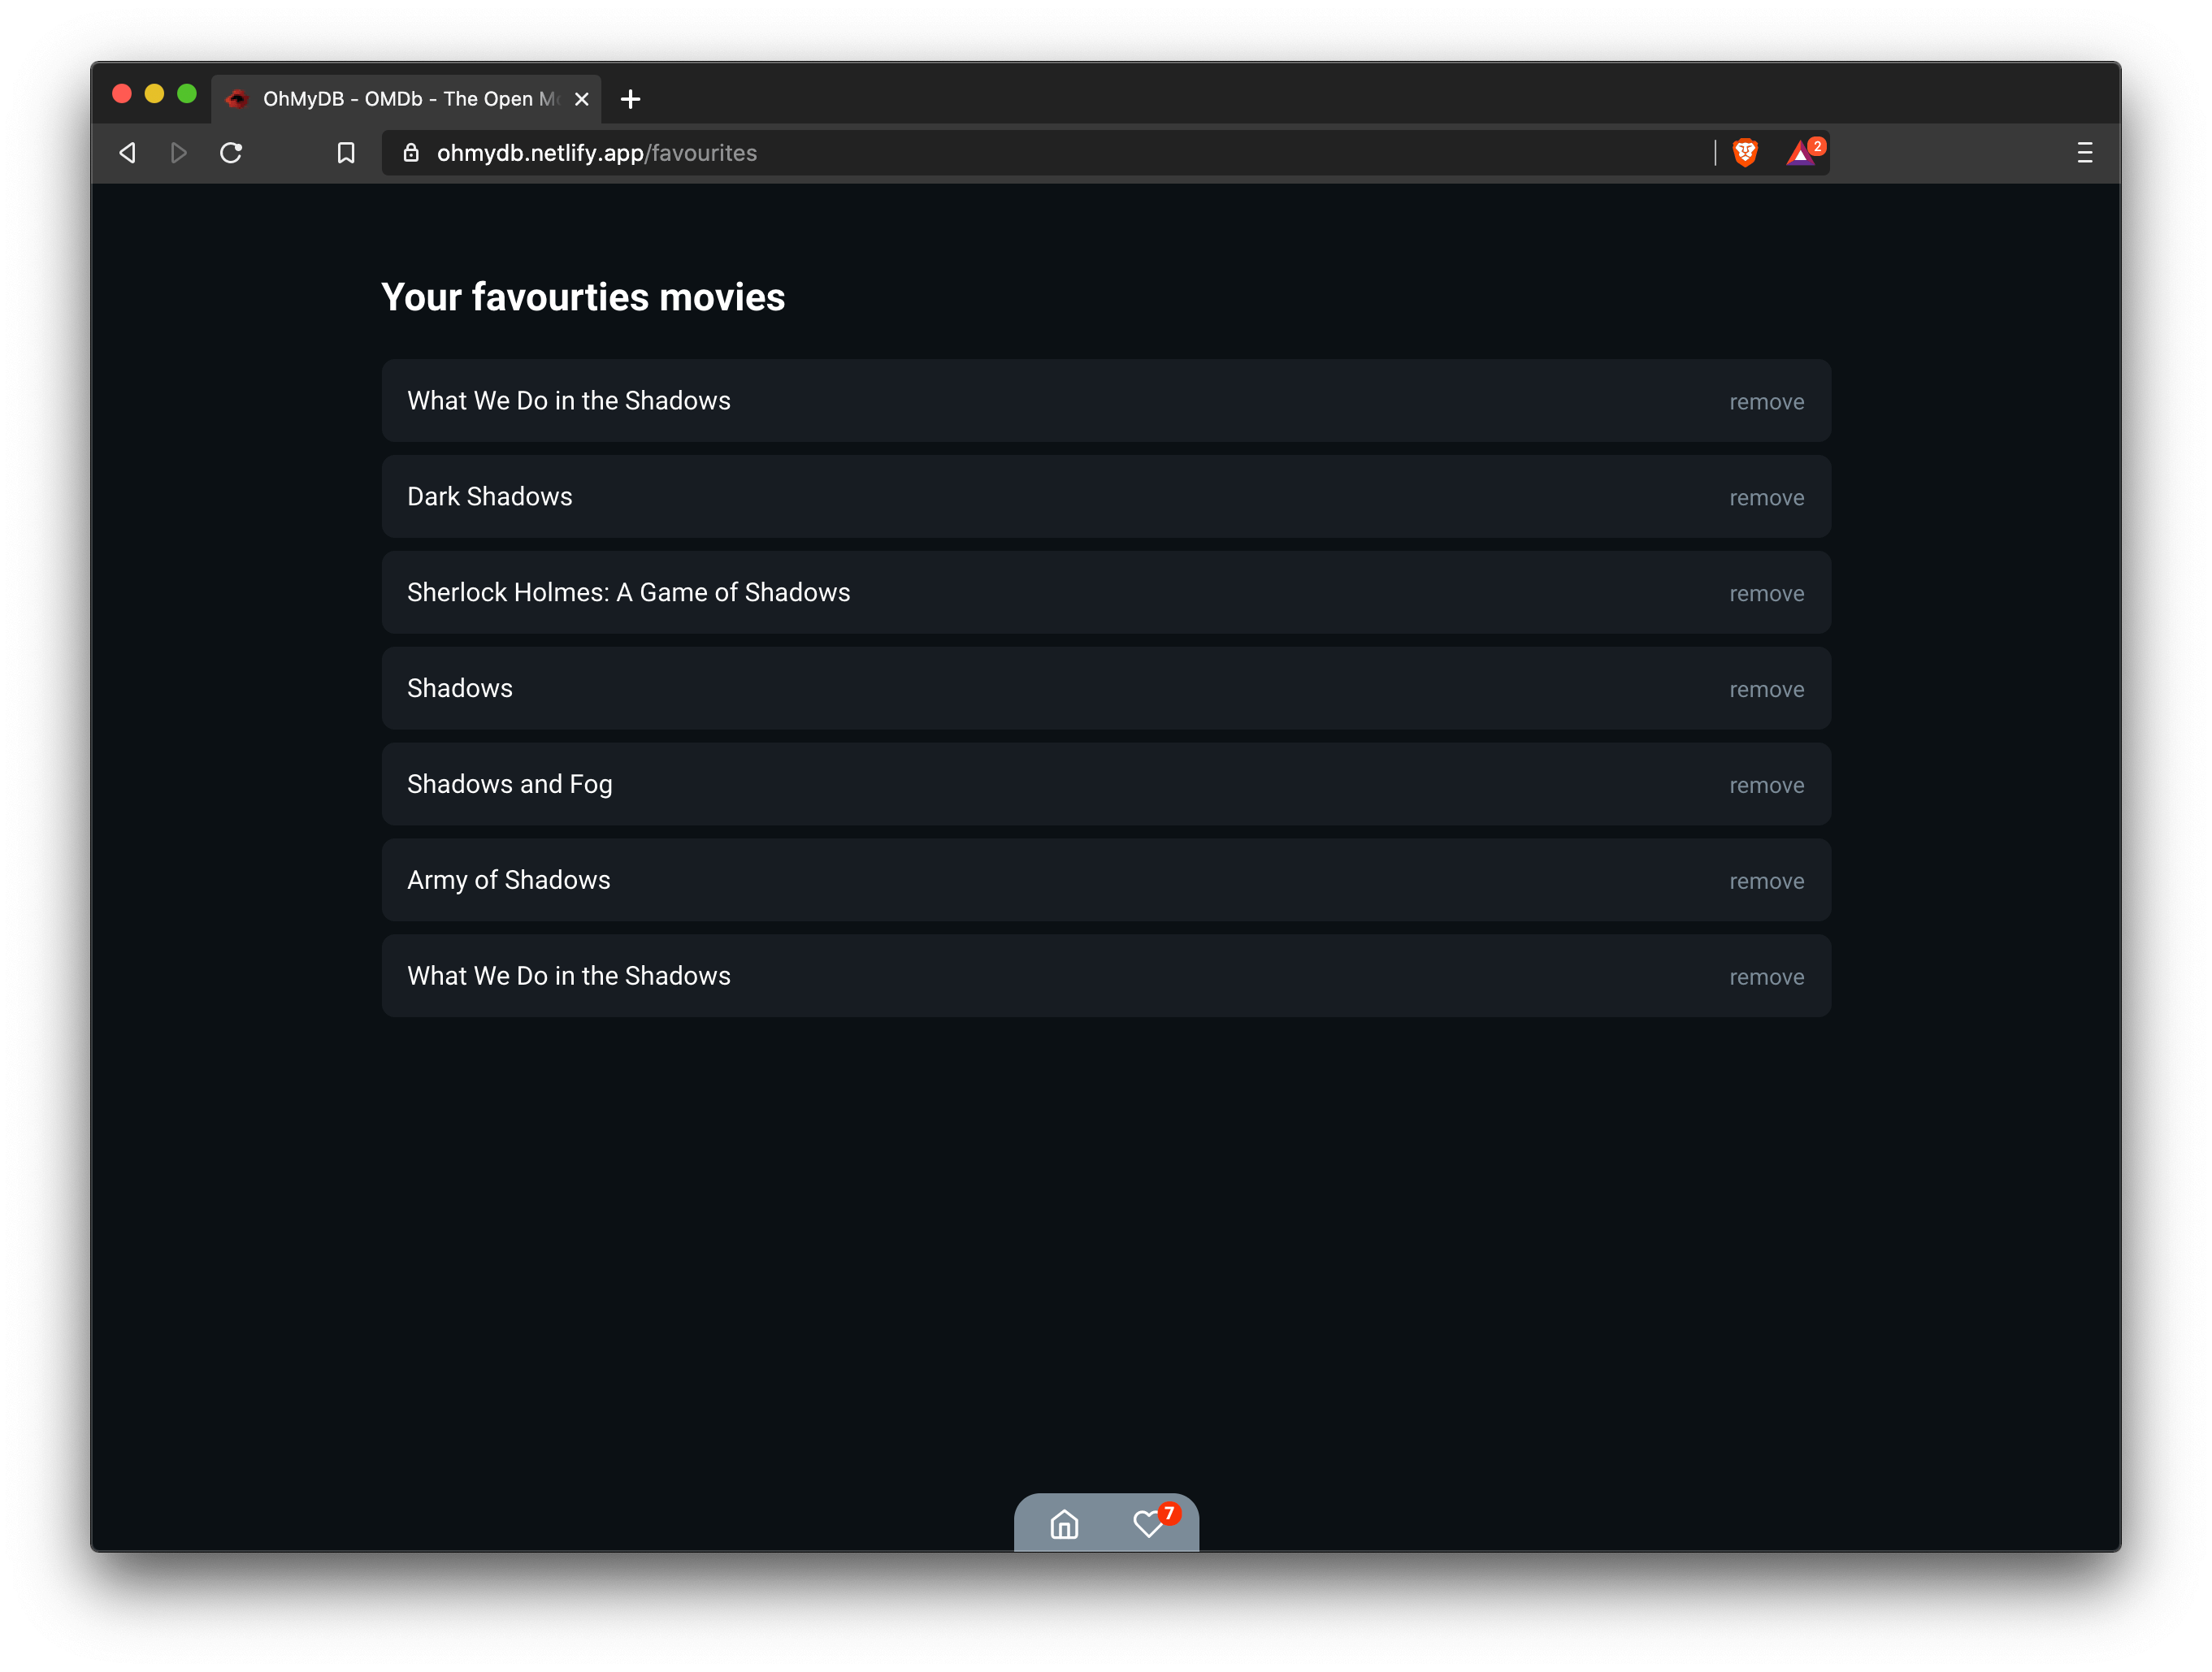 OhMyDB - OMDb - The Open M
2
ohmydb.netlify.app/favourites
Your favourties movies
What We Do in the Shadows remove
Dark Shadows remove
Sherlock Holmes: A Game of Shadows remove
Shadows remove
Shadows and Fog remove
Army of Shadows remove
What We Do in the Shadows remove
7